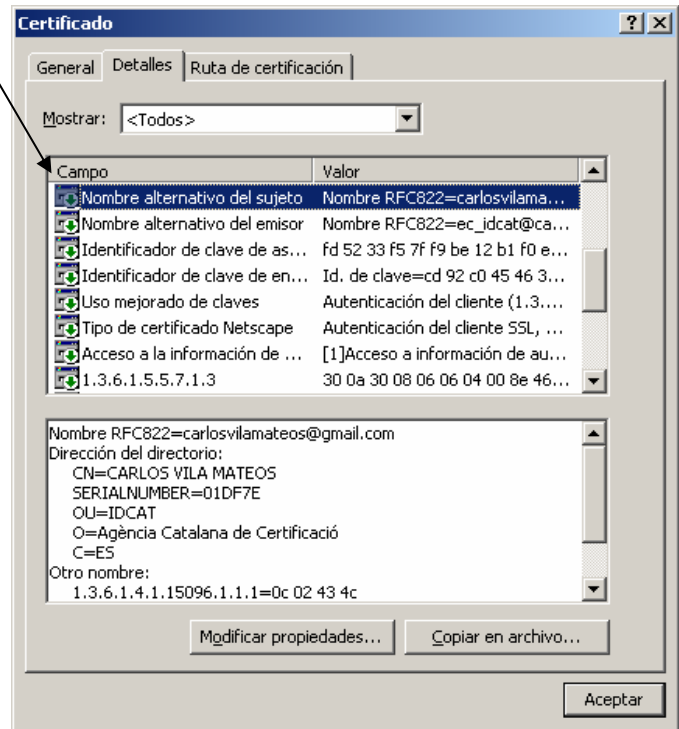 Certificado
General Detalles Ruta de certificación
Mostrar: <Todos>
Campo Valor
Nombre alternativo del sujeto Nombre RFC822=carlosvilama...
Nombre alternativo del emisor Nombre RFC822=ec_idcat@ca...
Identificador de clave de as... fd 52 33 f5 7f f9 be 12 b1 f0 e...
Identificador de clave de en... Id. de clave=cd 92 c0 45 46 3...
Uso mejorado de claves Autenticación del cliente (1.3....
Tipo de certificado Netscape Autenticación del cliente SSL, ...
Acceso a la información de ... [1]Acceso a información de au...
1.3.6.1.5.5.7.1.3 30 0a 30 08 06 06 04 00 8e 46...
Nombre RFC822=carlosvilamateos@gmail.com
Dirección del directorio:
CN=CARLOS VILA MATEOS
SERIALNUMBER=01DF7E
OU=IDCAT
O=Agència Catalana de Certificació
C=ES
Otro nombre:
1.3.6.1.4.1.15096.1.1.1=0c 02 43 4c
Modificar propiedades... Copiar en archivo...
Aceptar